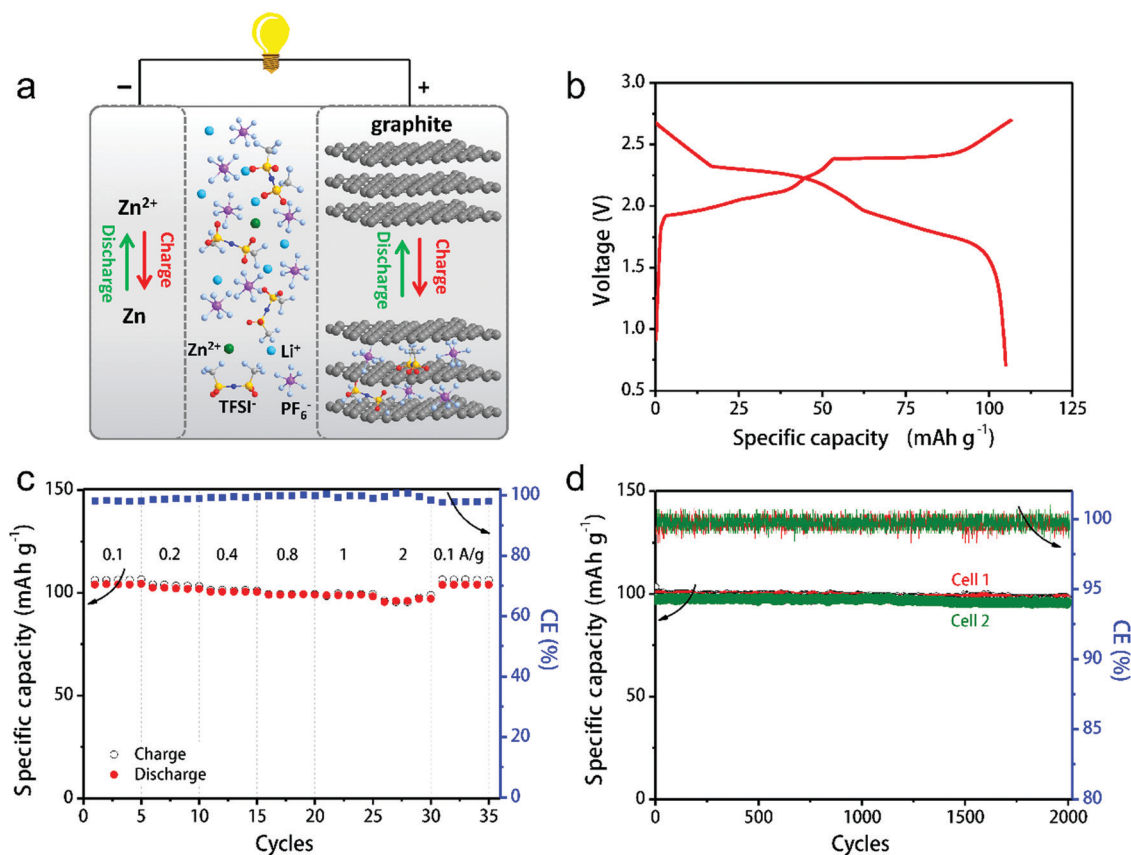 a
− +
graphite
Zn²⁺
Discharge
Charge
Zn
Discharge
Charge
Zn²⁺
Li⁺
TFSI⁻
PF₆⁻
b
3.0
2.5
2.0
1.5
1.0
0.5
Voltage (V)
0 25 50 75 100 125
Specific capacity (mAh g⁻¹)
c
150
100
50
0
Specific capacity (mAh g⁻¹)
0.1 0.2 0.4 0.8 1 2 0.1 A/g
Charge
Discharge
100
80
60
40
20
0
CE (%)
0 5 10 15 20 25 30 35
Cycles
d
150
100
50
0
Specific capacity (mAh g⁻¹)
Cell 1
Cell 2
100
95
90
85
80
CE (%)
0 500 1000 1500 2000
Cycles